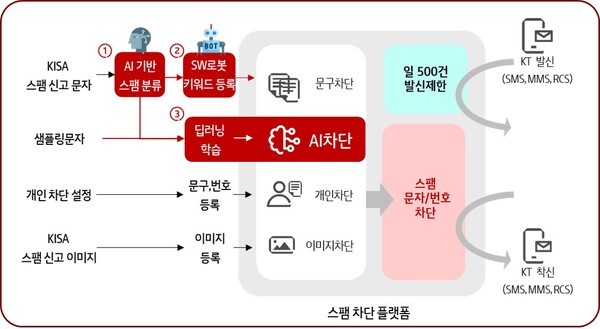 KISA
스팸 신고 문자
①
AI 기반
스팸 분류
②
BOT
SW로봇
키워드 등록
문구차단
일 500건
발신제한
KT 발신
(SMS, MMS, RCS)
샘플링문자
③
딥러닝
학습
AI차단
개인 차단 설정
문구,번호
등록
개인차단
스팸
문자/번호
차단
KISA
스팸 신고 이미지
이미지
등록
이미지차단
KT 착신
(SMS, MMS, RCS)
스팸 차단 플랫폼